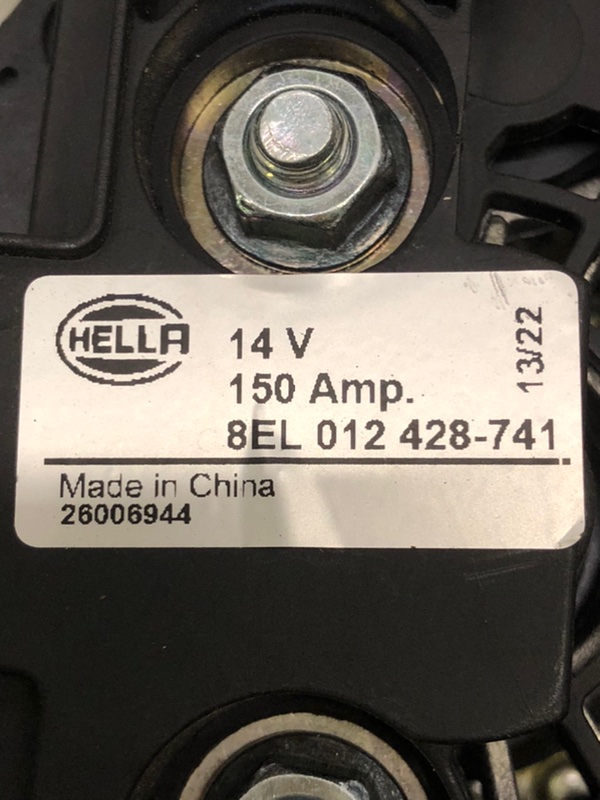 HELLA
14 V
150 Amp.
13/22
8EL 012 428-741
Made in China
26006944